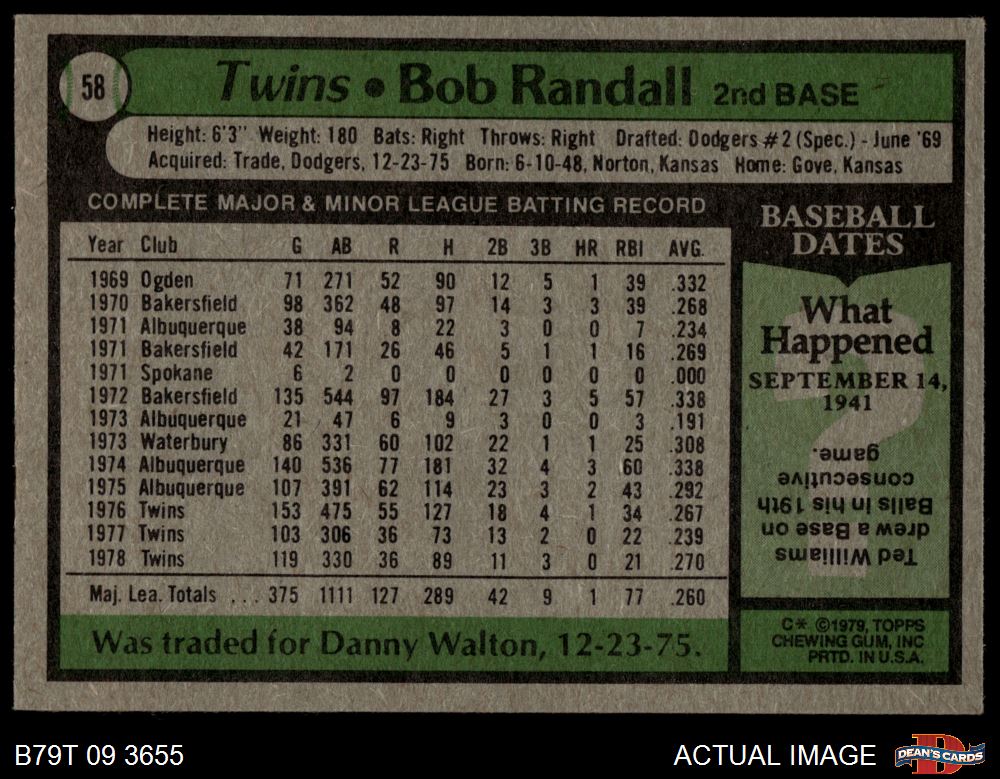 58
Twins • Bob Randall 2nd BASE
Height: 6'3" Weight: 180 Bats: Right Throws: Right Drafted: Dodgers #2 (Spec.) - June '69
Acquired: Trade, Dodgers, 12-23-75 Born: 6-10-48, Norton, Kansas Home: Gove, Kansas
COMPLETE MAJOR & MINOR LEAGUE BATTING RECORD
Year Club G AB R H 2B 3B HR RBI AVG.
1969 Ogden 71 271 52 90 12 5 1 39 .332
1970 Bakersfield 98 362 48 97 14 3 3 39 .268
1971 Albuquerque 38 94 8 22 3 0 0 7 .234
1971 Bakersfield 42 171 26 46 5 1 1 16 .269
1971 Spokane 6 2 0 0 0 0 0 0 .000
1972 Bakersfield 135 544 97 184 27 3 5 57 .338
1973 Albuquerque 21 47 6 9 3 0 0 3 .191
1973 Waterbury 86 331 60 102 22 1 1 25 .308
1974 Albuquerque 140 536 77 181 32 4 3 60 .338
1975 Albuquerque 107 391 62 114 23 3 2 43 .292
1976 Twins 153 475 55 127 18 4 1 34 .267
1977 Twins 103 306 36 73 13 2 0 22 .239
1978 Twins 119 330 36 89 11 3 0 21 .270
Maj. Lea. Totals ... 375 1111 127 289 42 9 1 77 .260
Was traded for Danny Walton, 12-23-75.
BASEBALL
DATES
What
Happened
SEPTEMBER 14,
1941
Ted Williams
drew a Base on
Balls in his 19th
consecutive
game.
C* ©1979, TOPPS
CHEWING GUM, INC
PRTD. IN U.S.A.
B79T 09 3655
ACTUAL IMAGE
DEAN'S CARDS